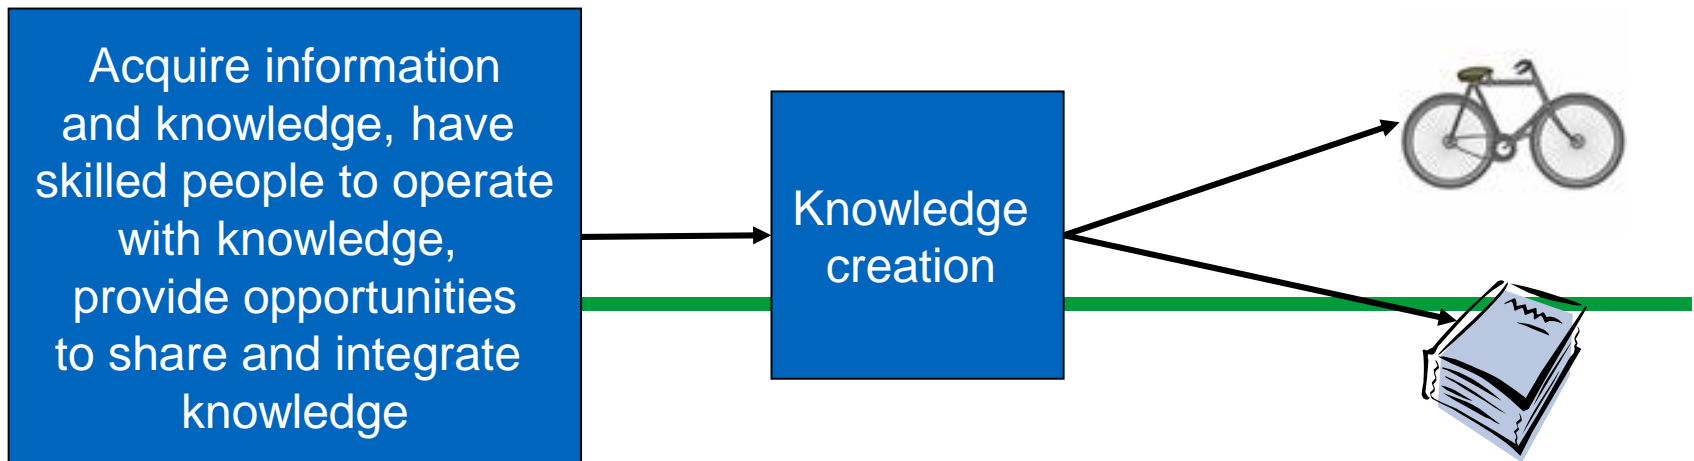 Acquire information
and knowledge, have
skilled people to operate
with knowledge,
provide opportunities
to share and integrate
knowledge
Knowledge
creation